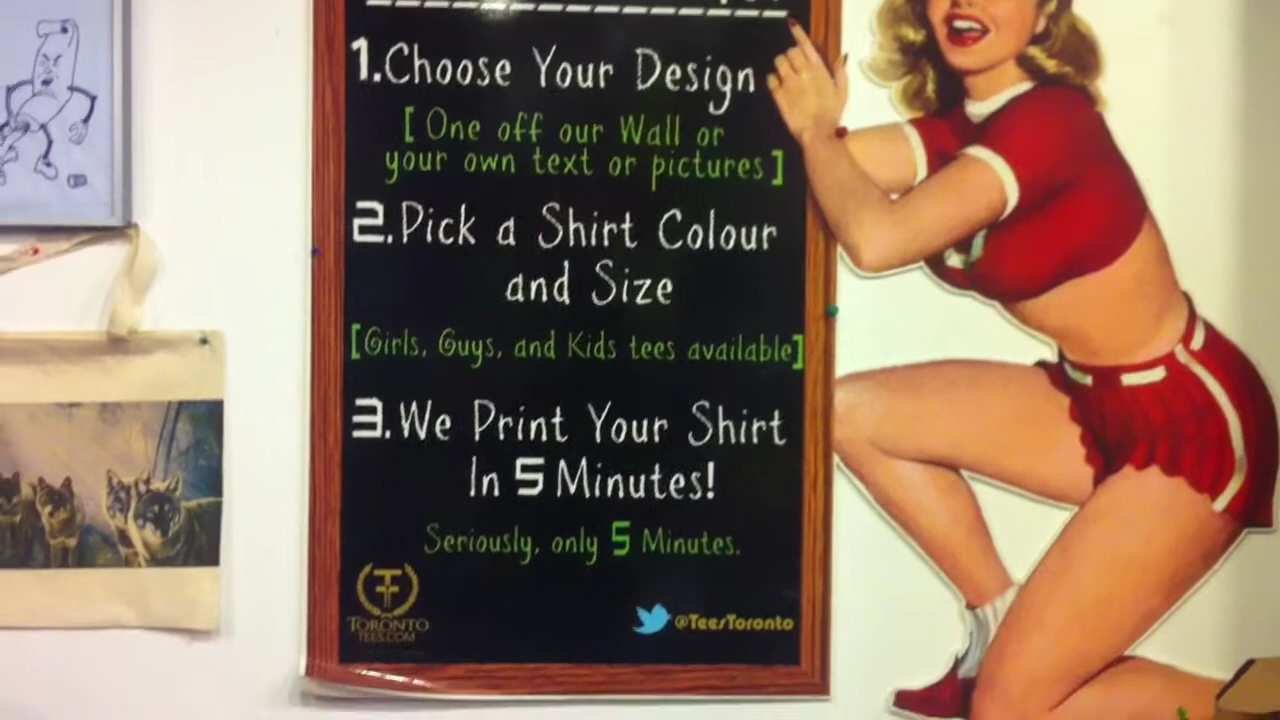 1. Choose Your Design
[ One off our Wall or
your own text or pictures ]
2. Pick a Shirt Colour
and Size
[Girls, Guys, and Kids tees available]
3. We Print Your Shirt
In 5 Minutes!
Seriously, only 5 Minutes.
TORONTO
TEES.COM
@TeesToronto